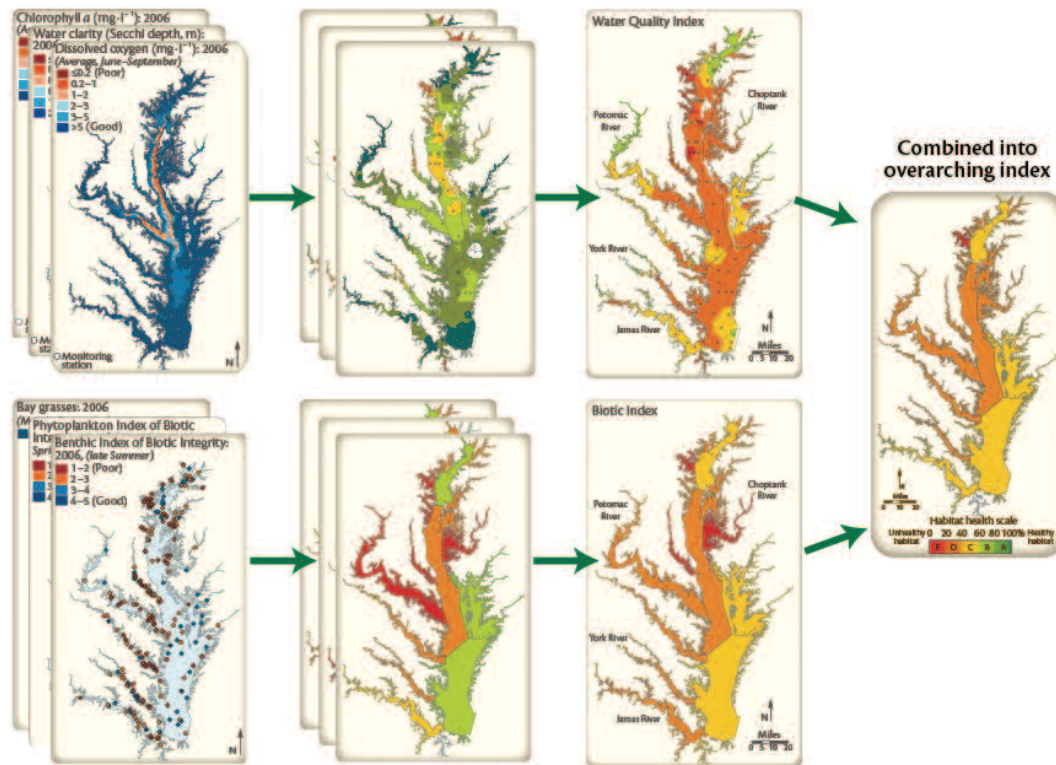 Chlorophyll a (mg·l⁻¹): 2006
Water clarity (Secchi depth, m):
Dissolved oxygen (mg·l⁻¹): 2006
(Average, June–September)
≤0.2 (Poor)
0.2–1
1–2
2–3
3–5
>5 (Good)
Monitoring
station
N
Water Quality Index
Choptank
River
Potomac
River
York River
James River
N
Miles
0 5 10 20
Combined into
overarching index
N
Miles
0 5 10 20
Habitat health scale
Unhealthy
habitat
0 20 40 60 80 100%
Healthy
habitat
F D C B A
Bay grasses: 2006
Phytoplankton Index of Biotic
Benthic Index of Biotic Integrity:
2006, (late Summer)
1–2 (Poor)
2–3
3–4
4–5 (Good)
N
Biotic Index
Choptank
River
Potomac
River
York River
James River
N
Miles
0 5 10 20